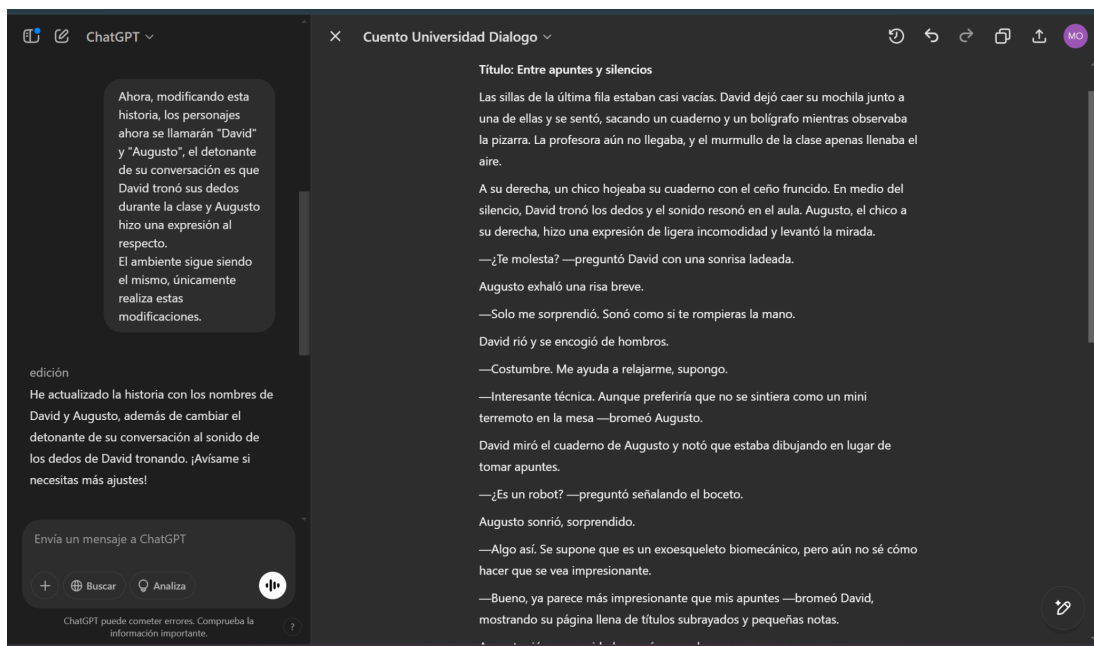 ChatGPT
Ahora, modificando esta
historia, los personajes
ahora se llamarán "David"
y "Augusto", el detonante
de su conversación es que
David tronó sus dedos
durante la clase y Augusto
hizo una expresión al
respecto.
El ambiente sigue siendo
el mismo, únicamente
realiza estas
modificaciones.
edición
He actualizado la historia con los nombres de
David y Augusto, además de cambiar el
detonante de su conversación al sonido de
los dedos de David tronando. ¡Avísame si
necesitas más ajustes!
Envía un mensaje a ChatGPT
Buscar
Analiza
ChatGPT puede cometer errores. Comprueba la
información importante.
?
Cuento Universidad Dialogo
MO
Título: Entre apuntes y silencios
Las sillas de la última fila estaban casi vacías. David dejó caer su mochila junto a
una de ellas y se sentó, sacando un cuaderno y un bolígrafo mientras observaba
la pizarra. La profesora aún no llegaba, y el murmullo de la clase apenas llenaba el
aire.
A su derecha, un chico hojeaba su cuaderno con el ceño fruncido. En medio del
silencio, David tronó los dedos y el sonido resonó en el aula. Augusto, el chico a
su derecha, hizo una expresión de ligera incomodidad y levantó la mirada.
—¿Te molesta? —preguntó David con una sonrisa ladeada.
Augusto exhaló una risa breve.
—Solo me sorprendió. Sonó como si te rompieras la mano.
David rió y se encogió de hombros.
—Costumbre. Me ayuda a relajarme, supongo.
—Interesante técnica. Aunque preferiría que no se sintiera como un mini
terremoto en la mesa —bromeó Augusto.
David miró el cuaderno de Augusto y notó que estaba dibujando en lugar de
tomar apuntes.
—¿Es un robot? —preguntó señalando el boceto.
Augusto sonrió, sorprendido.
—Algo así. Se supone que es un exoesqueleto biomecánico, pero aún no sé cómo
hacer que se vea impresionante.
—Bueno, ya parece más impresionante que mis apuntes —bromeó David,
mostrando su página llena de títulos subrayados y pequeñas notas.